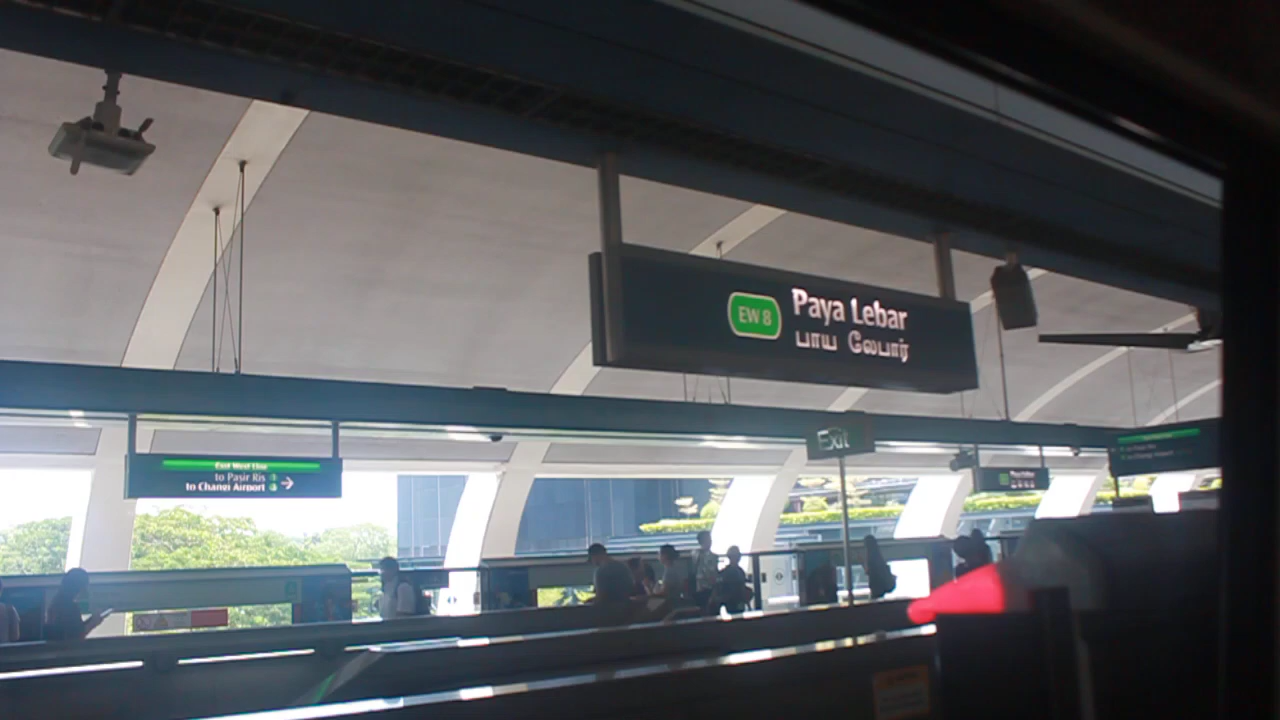 EW 8
Paya Lebar
பாய லேபார்
Exit
East West Line
to Pasir Ris
to Changi Airport